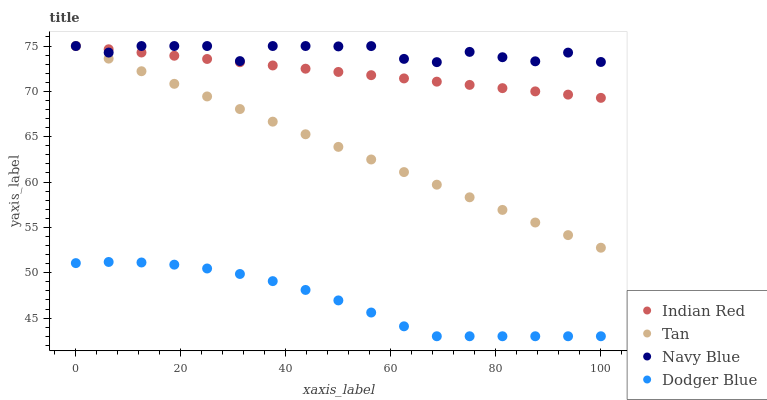 title
yaxis_label
75
70
65
60
55
50
45
0 20 40 60 80 100
xaxis_label
Indian Red
Tan
Navy Blue
Dodger Blue